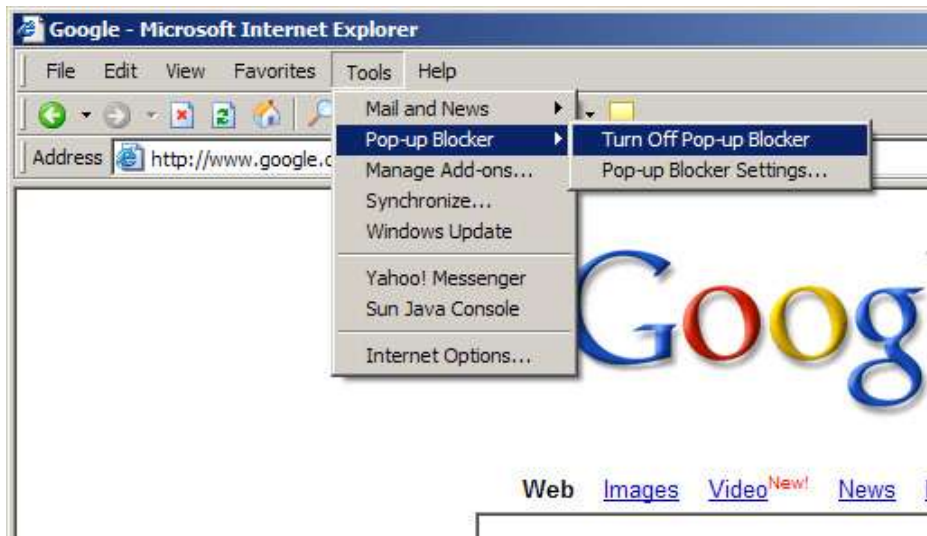 Google - Microsoft Internet Explorer
File Edit View Favorites Tools Help
Mail and News
Address http://www.google.c
Pop-up Blocker
Turn Off Pop-up Blocker
Manage Add-ons...
Pop-up Blocker Settings...
Synchronize...
Windows Update
Yahoo! Messenger
Sun Java Console
Internet Options...
Goog
Web Images Video New! News